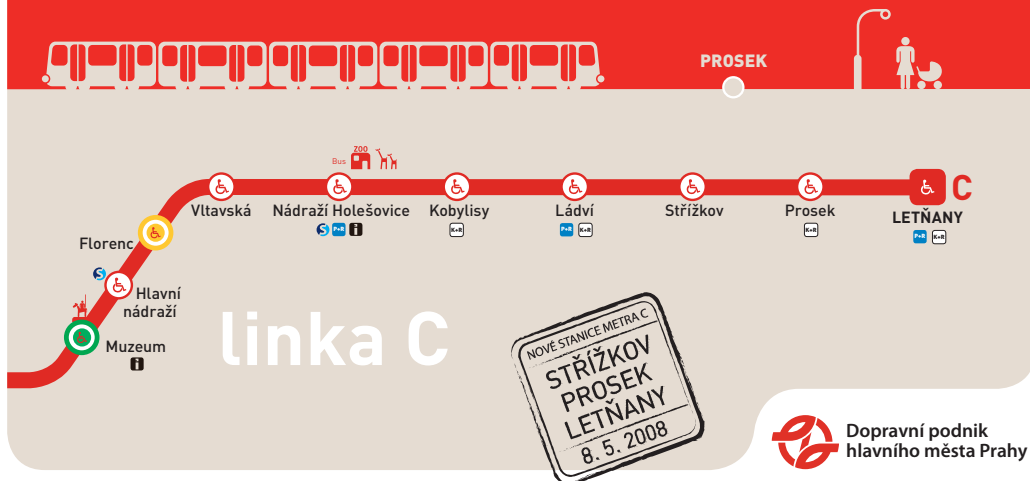 PROSEK
Bus ZOO
Vltavská
Nádraží Holešovice
S P+R i
Kobylisy
K+R
Ládví
P+R K+R
Střížkov
Prosek
K+R
C
LETŇANY
P+R K+R
Florenc
S
Hlavní
nádraží
Muzeum
i
linka C
NOVÉ STANICE METRA C
STŘÍŽKOV
PROSEK
LETŇANY
8. 5. 2008
Dopravní podnik
hlavního města Prahy